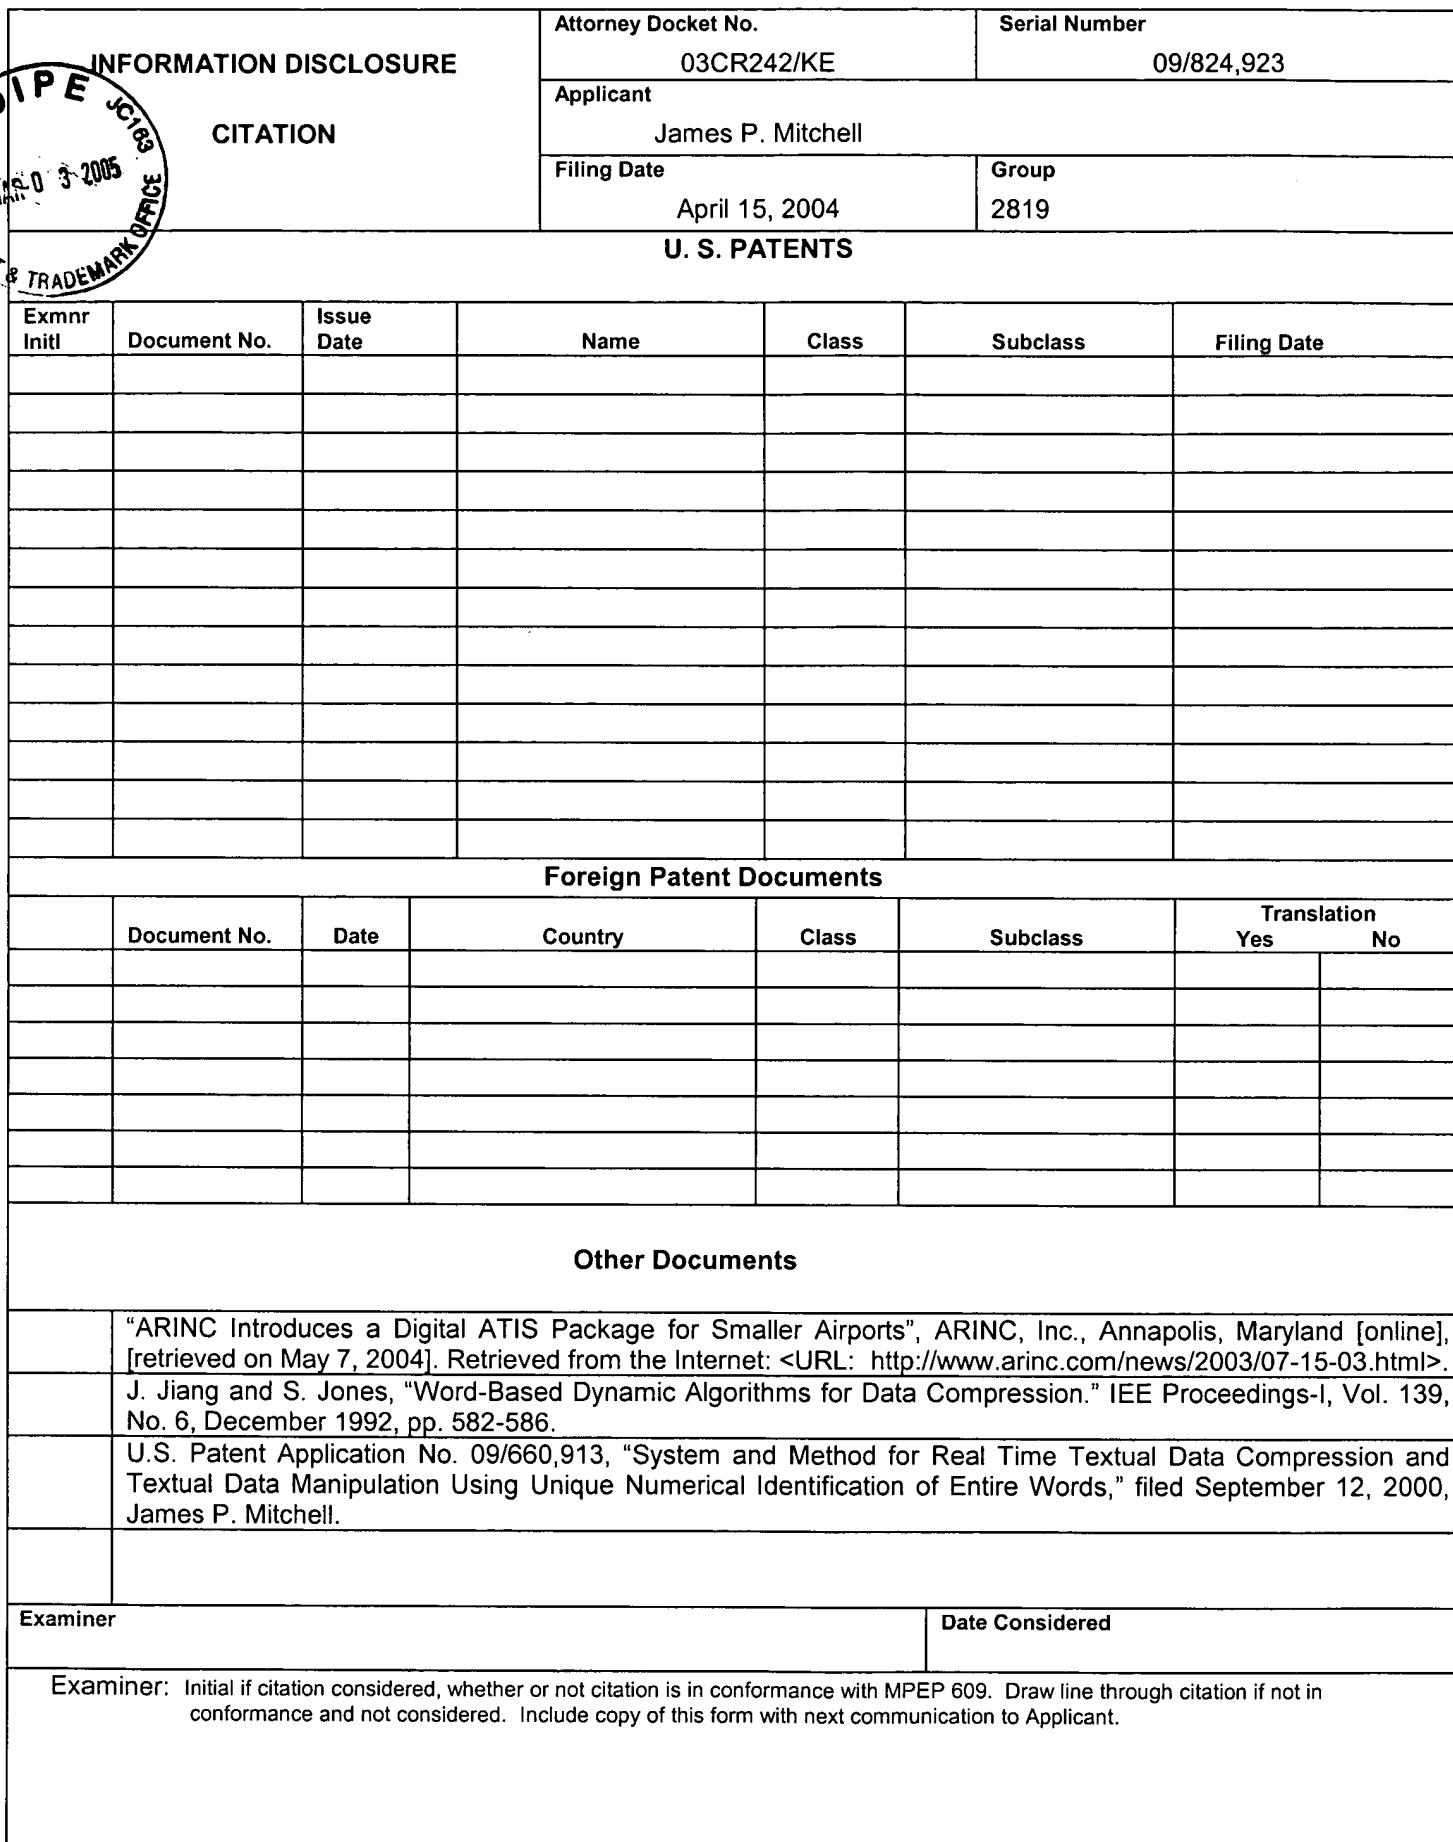 Attorney Docket No.
Serial Number
INFORMATION DISCLOSURE
03CR242/KE
09/824,923
Applicant
CITATION
James P. Mitchell
Filing Date
Group
April 15, 2004
2819
IPE JC163
0 3 2005
& TRADEMARK OFFICE
U. S. PATENTS
Exmnr
Initl
Document No.
Issue
Date
Name
Class
Subclass
Filing Date
Foreign Patent Documents
Document No.
Date
Country
Class
Subclass
Translation
Yes No
Other Documents
“ARINC Introduces a Digital ATIS Package for Smaller Airports”, ARINC, Inc., Annapolis, Maryland [online],
[retrieved on May 7, 2004]. Retrieved from the Internet: <URL: http://www.arinc.com/news/2003/07-15-03.html>.
J. Jiang and S. Jones, “Word-Based Dynamic Algorithms for Data Compression.” IEE Proceedings-I, Vol. 139,
No. 6, December 1992, pp. 582-586.
U.S. Patent Application No. 09/660,913, “System and Method for Real Time Textual Data Compression and
Textual Data Manipulation Using Unique Numerical Identification of Entire Words,” filed September 12, 2000,
James P. Mitchell.
Examiner
Date Considered
Examiner: Initial if citation considered, whether or not citation is in conformance with MPEP 609. Draw line through citation if not in
conformance and not considered. Include copy of this form with next communication to Applicant.